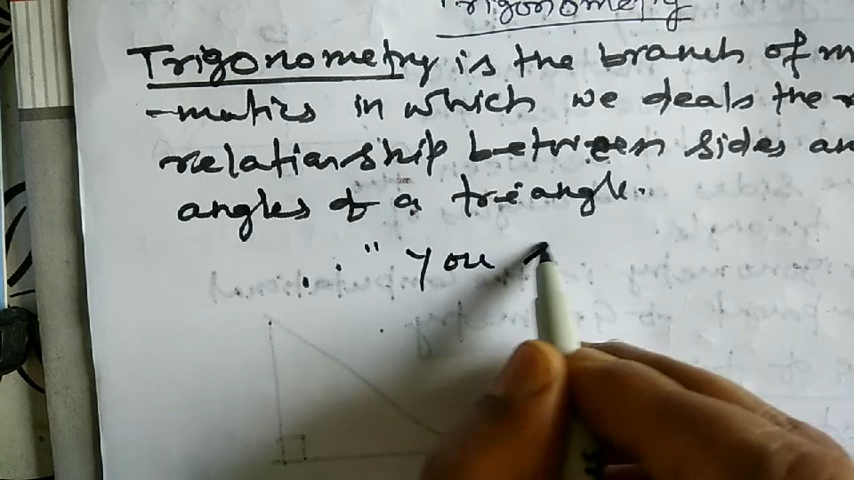 Trigonometry
Trigonometry is the branch of m
-matics in which we deals the r
relationship between sides an
angles of a triangle.
" you